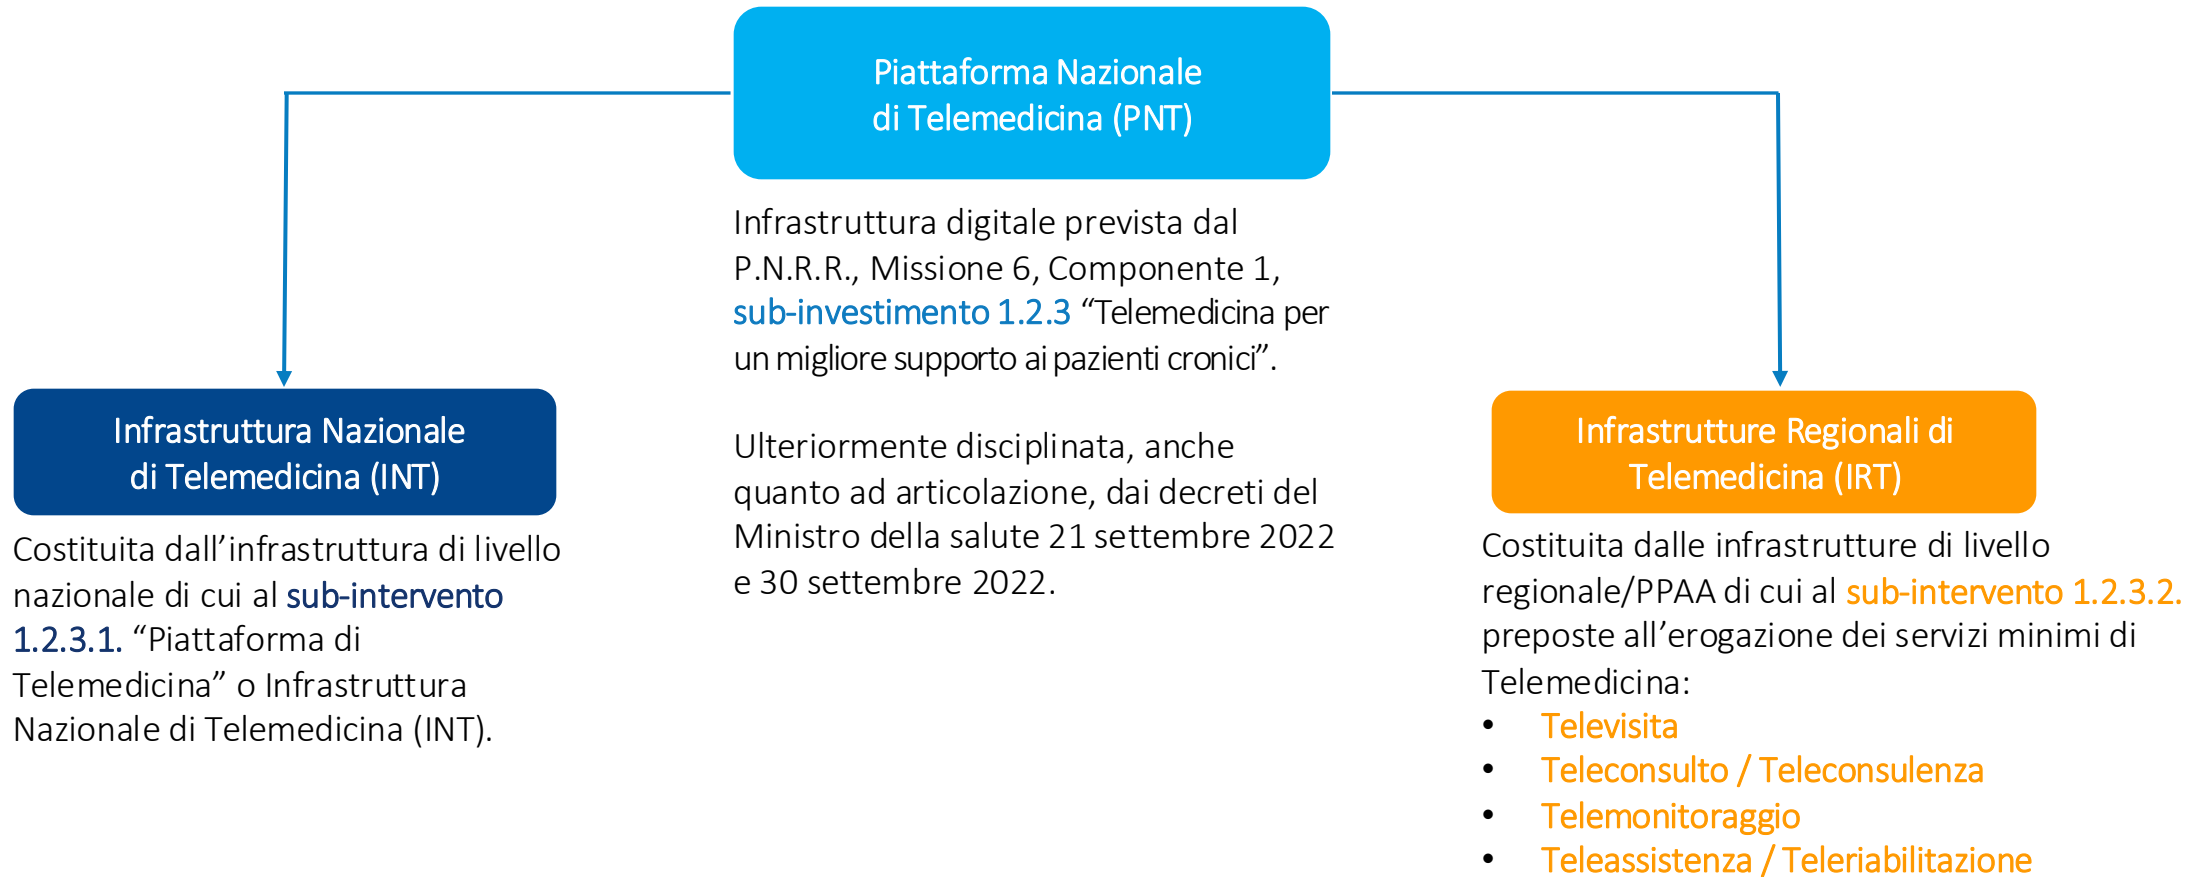 Piattaforma Nazionale
di Telemedicina (PNT)
Infrastruttura digitale prevista dal
P.N.R.R., Missione 6, Componente 1,
sub-investimento 1.2.3 “Telemedicina per
un migliore supporto ai pazienti cronici”.
Ulteriormente disciplinata, anche
quanto ad articolazione, dai decreti del
Ministro della salute 21 settembre 2022
e 30 settembre 2022.
Infrastruttura Nazionale
di Telemedicina (INT)
Costituita dall’infrastruttura di livello
nazionale di cui al sub-intervento
1.2.3.1. “Piattaforma di
Telemedicina” o Infrastruttura
Nazionale di Telemedicina (INT).
Infrastrutture Regionali di
Telemedicina (IRT)
Costituita dalle infrastrutture di livello
regionale/PPAA di cui al sub-intervento 1.2.3.2.
preposte all’erogazione dei servizi minimi di
Telemedicina:
• Televisita
• Teleconsulto / Teleconsulenza
• Telemonitoraggio
• Teleassistenza / Teleriabilitazione